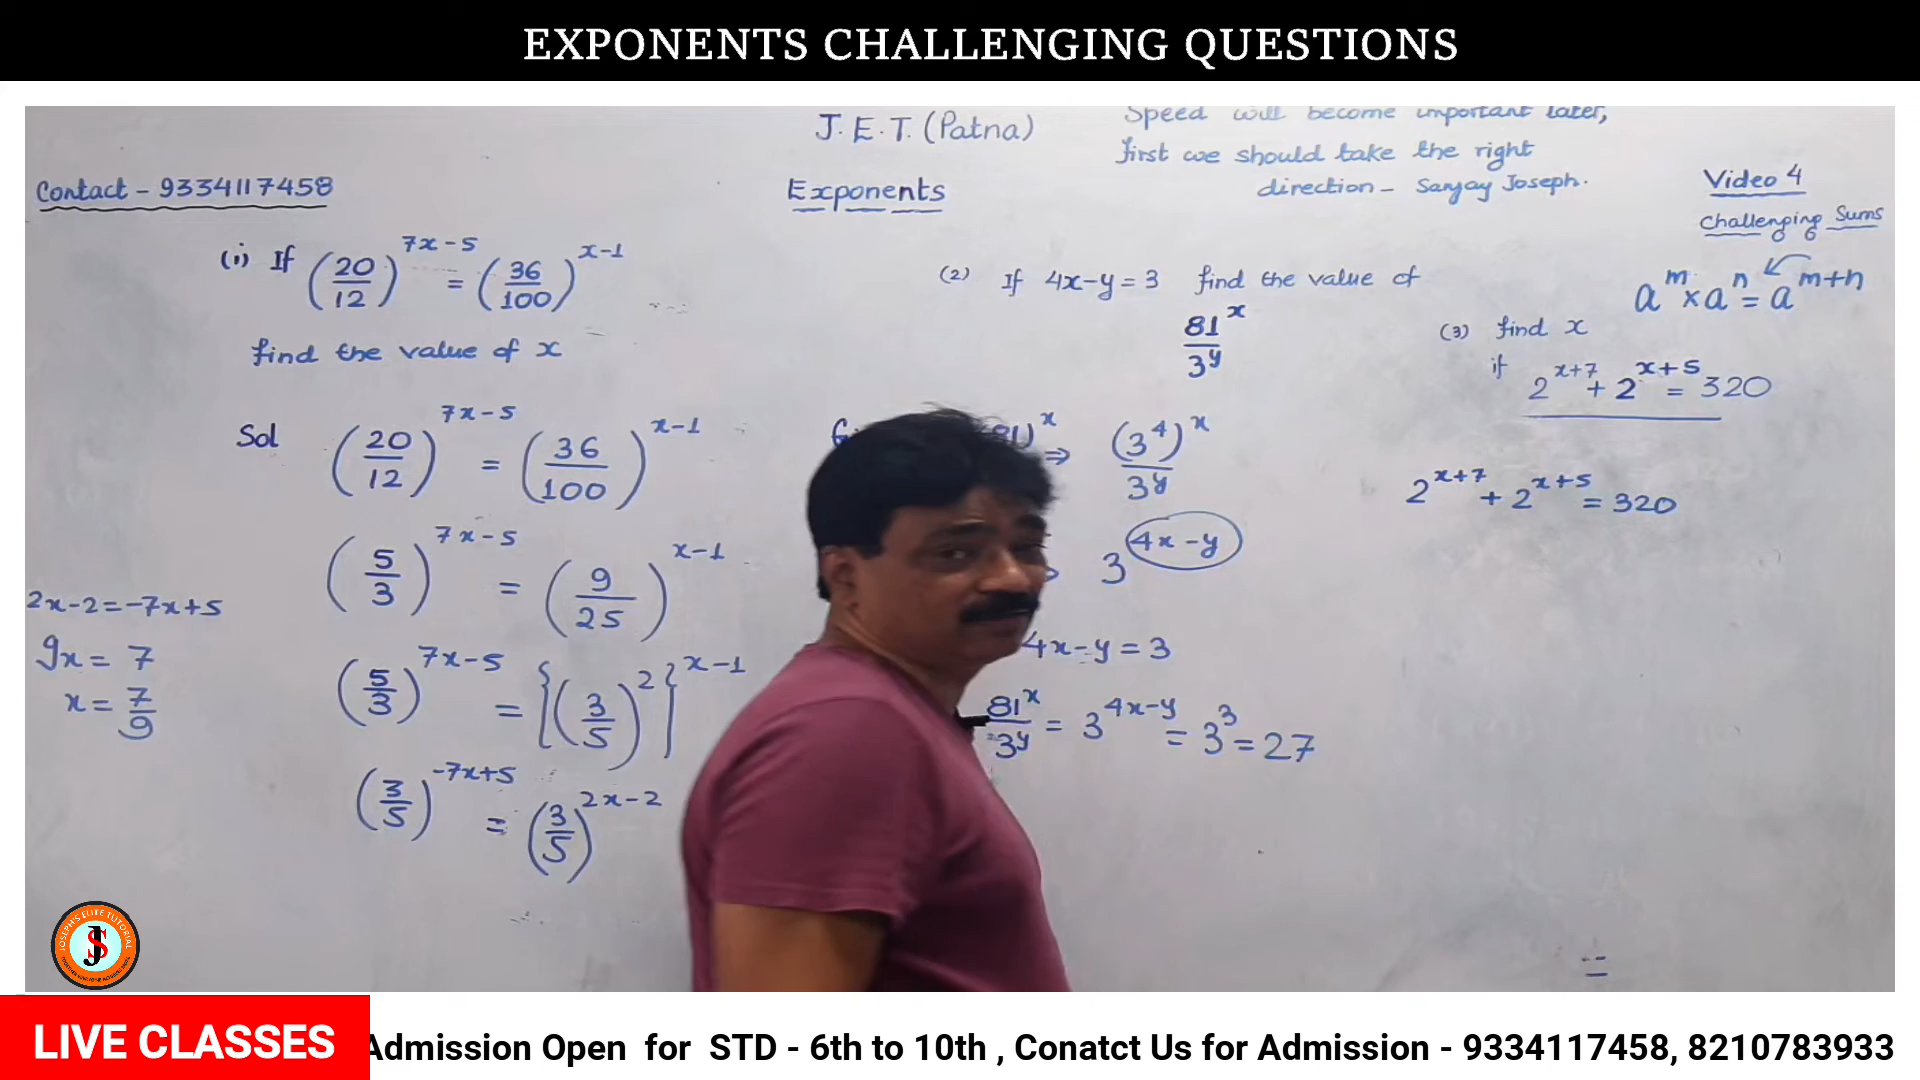 EXPONENTS CHALLENGING QUESTIONS
J.E.T. (Patna)
Speed will become important later,
first we should take the right
direction - Sanjay Joseph.
Contact - 9334117458
Exponents
Video 4
Challenging Sums
(i) If (20/12)^(7x-5) = (36/100)^(x-1)
find the value of x
Sol (20/12)^(7x-5) = (36/100)^(x-1)
(5/3)^(7x-5) = (9/25)^(x-1)
(5/3)^(7x-5) = {(3/5)^2}^(x-1)
(3/5)^(-7x+5) = (3/5)^(2x-2)
2x-2=-7x+5
9x = 7
x = 7/9
(2) If 4x-y=3 find the value of
81^x/3^y
⇒ (3^4)^x/3^y
3^(4x-y)
4x-y=3
81^x/3^y = 3^(4x-y) = 3^3 = 27
a^m × a^n = a^(m+n)
(3) find x
if 2^(x+7) + 2^(x+5) = 320
2^(x+7) + 2^(x+5) = 320
JOSEPH'S ELITE TUTORIAL
JS
LIVE CLASSES
Admission Open for STD - 6th to 10th , Conatct Us for Admission - 9334117458, 8210783933